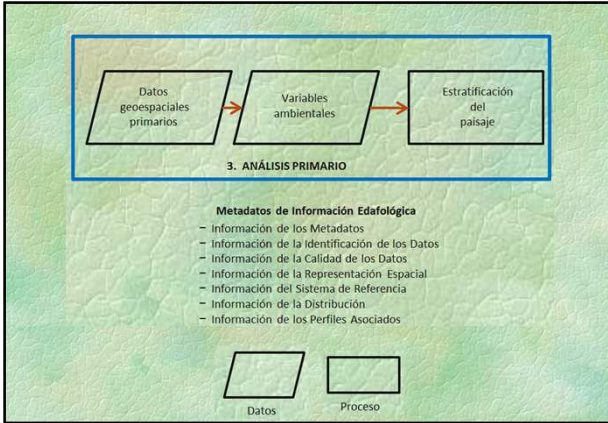 Datos
geoespaciales
primarios
Variables
ambientales
Estratificación
del
paisaje
3. ANÁLISIS PRIMARIO
Metadatos de Información Edafológica
– Información de los Metadatos
– Información de la Identificación de los Datos
– Información de la Calidad de los Datos
– Información de la Representación Espacial
– Información del Sistema de Referencia
– Información de la Distribución
– Información de los Perfiles Asociados
Datos
Proceso